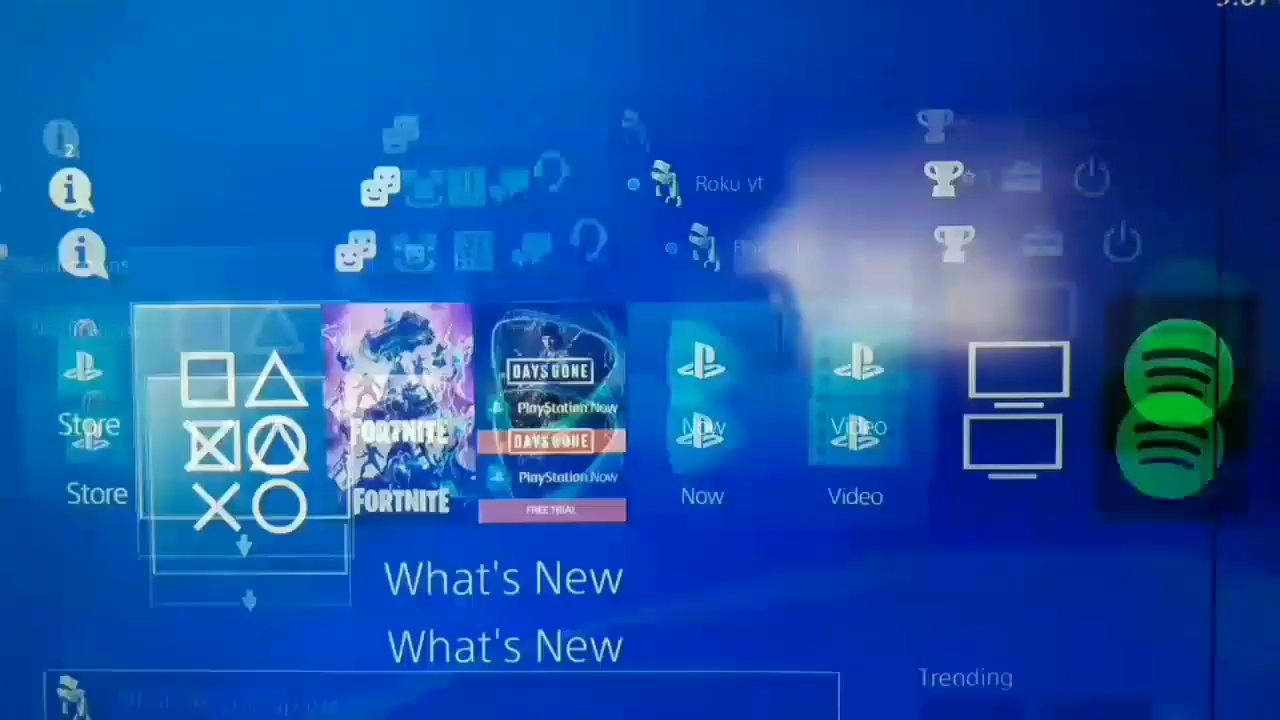 2
Roku yt
DAYS GONE
PlayStation Now
Store
FORTNITE
Now
Video
DAYS GONE
PlayStation Now
Store
FORTNITE
FREE TRIAL
Now
Video
What's New
What's New
Trending